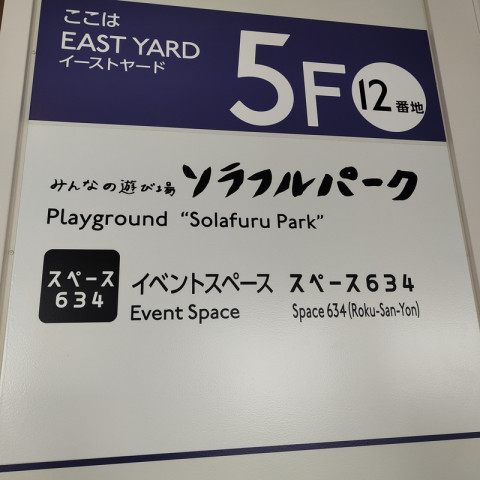 ここは
EAST YARD
イーストヤード
5F 12番地
みんなの遊び場 ソラフルパーク
Playground “Solafuru Park”
スペース
634
イベントスペース スペース634
Event Space Space 634 (Roku-San-Yon)